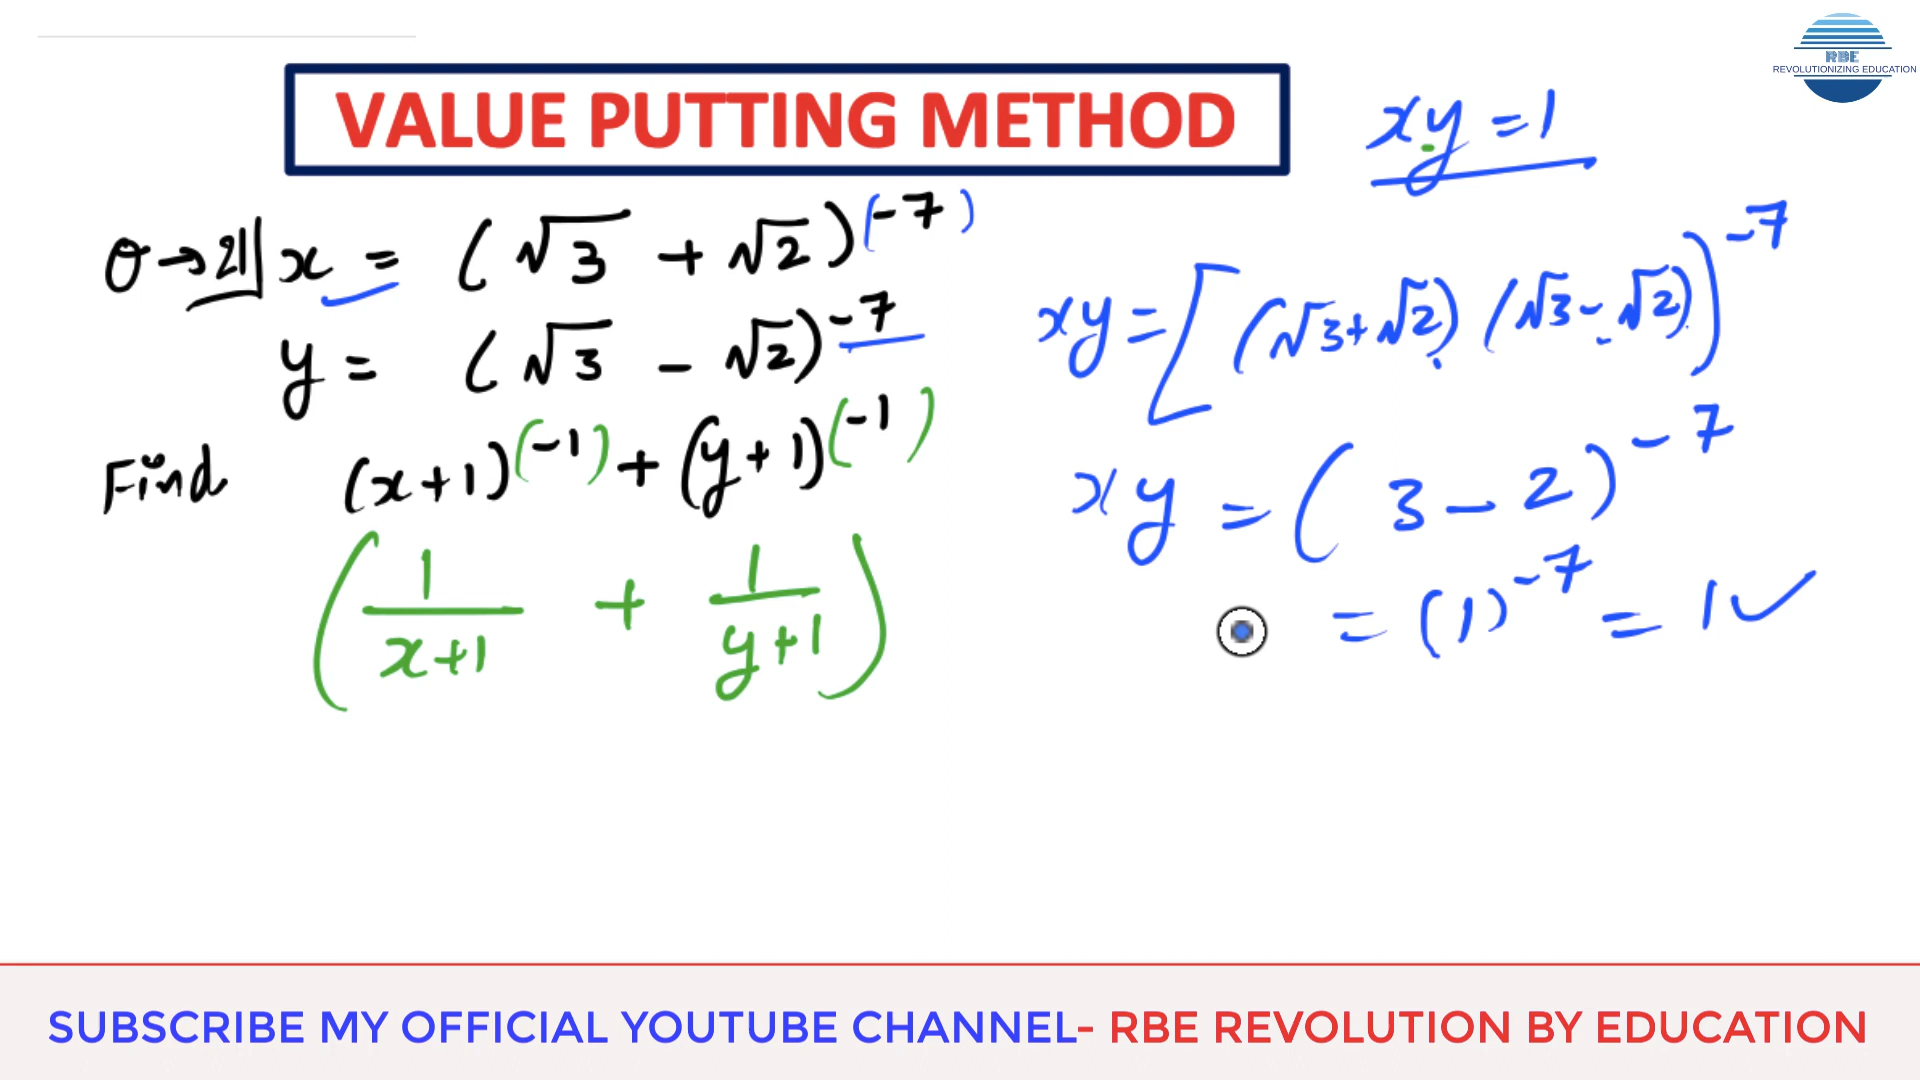 RBE
REVOLUTIONIZING EDUCATION
VALUE PUTTING METHOD
xy = 1
Q→21| x = (√3 + √2)^(-7)
y = (√3 - √2)^-7
Find (x+1)^(-1) + (y+1)^(-1)
(1/(x+1) + 1/(y+1))
xy = [(√3+√2) (√3-√2)]^-7
xy = (3-2)^-7
= (1)^-7 = 1 ✓
SUBSCRIBE MY OFFICIAL YOUTUBE CHANNEL- RBE REVOLUTION BY EDUCATION